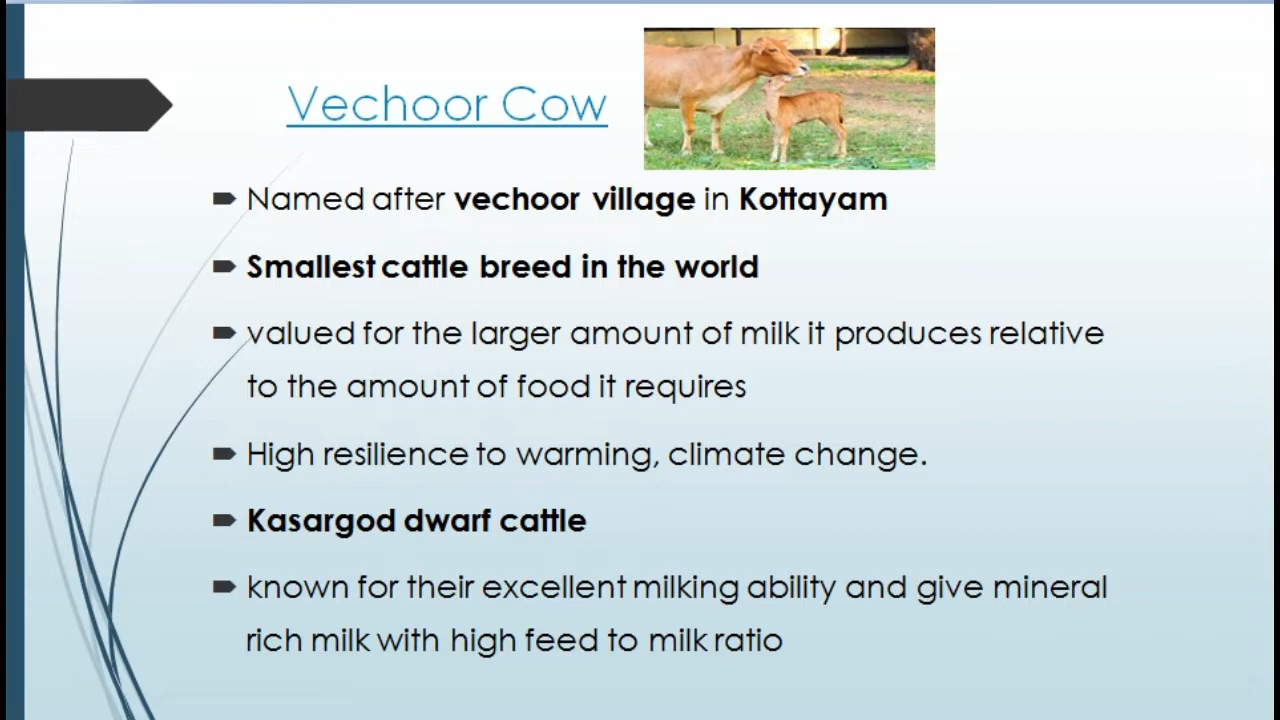 Vechoor Cow
Named after vechoor village in Kottayam
Smallest cattle breed in the world
valued for the larger amount of milk it produces relative
to the amount of food it requires
High resilience to warming, climate change.
Kasargod dwarf cattle
known for their excellent milking ability and give mineral
rich milk with high feed to milk ratio